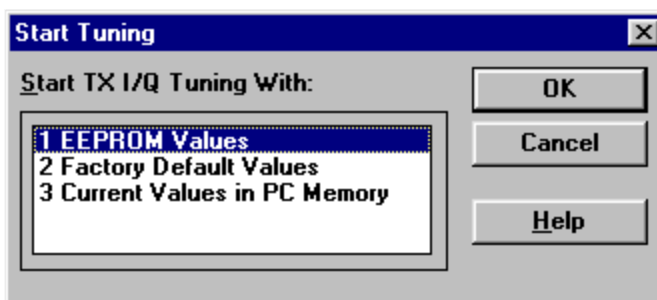 Start Tuning
Start TX I/Q Tuning With:
1 EEPROM Values
2 Factory Default Values
3 Current Values in PC Memory
OK
Cancel
Help